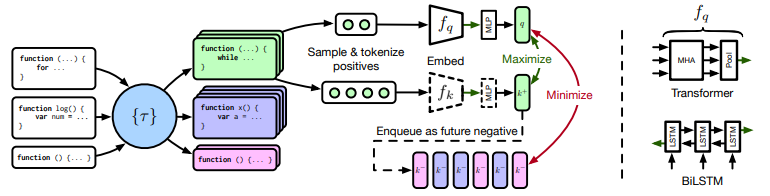 function (...) {
for ...
}
function log() {
var num = ...
}
function () {... }
{τ}
function (...) {
while ...
}
function x() {
var a = ...
}
function () {... }
Sample & tokenize
positives
f_q
Embed
f_k
MLP
MLP
q
k⁺
Maximize
Minimize
Enqueue as future negative
k⁻ k⁻ k⁻ k⁻ k⁻ k⁻
f_q
MHA
Pool
Transformer
LSTM
LSTM
LSTM
BiLSTM